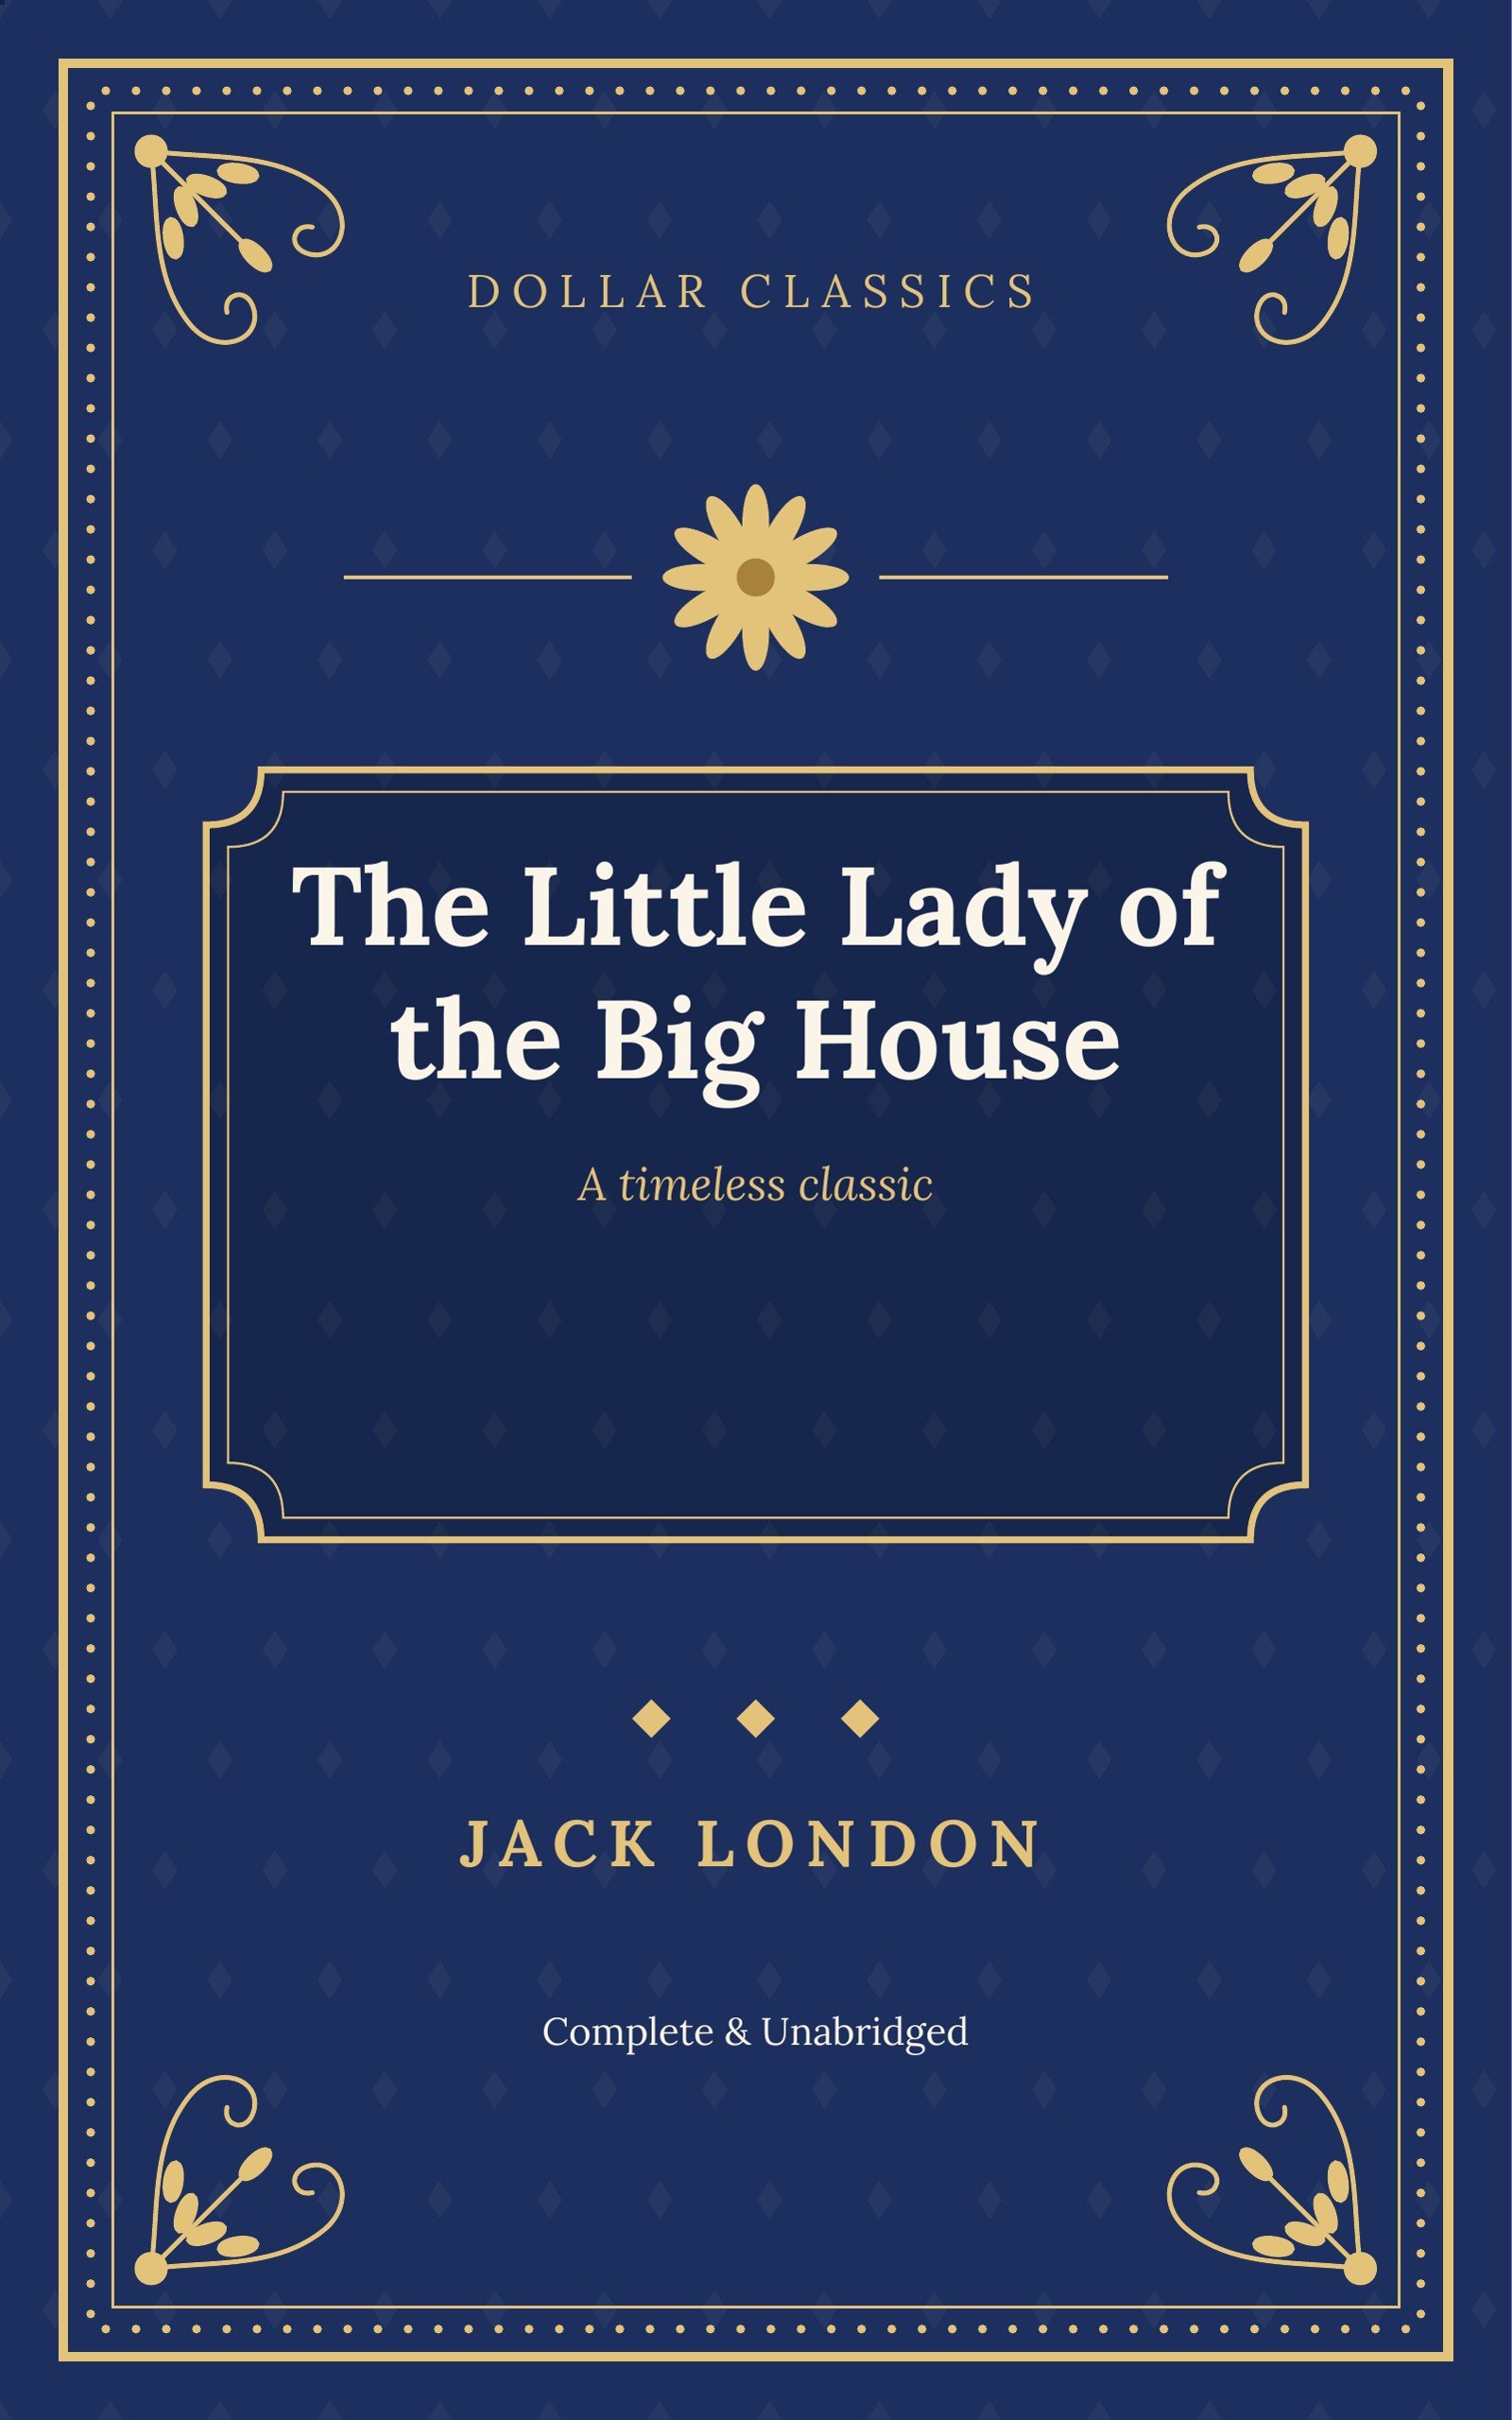 DOLLAR CLASSICS
The Little Lady of
the Big House
A timeless classic
JACK LONDON
Complete & Unabridged